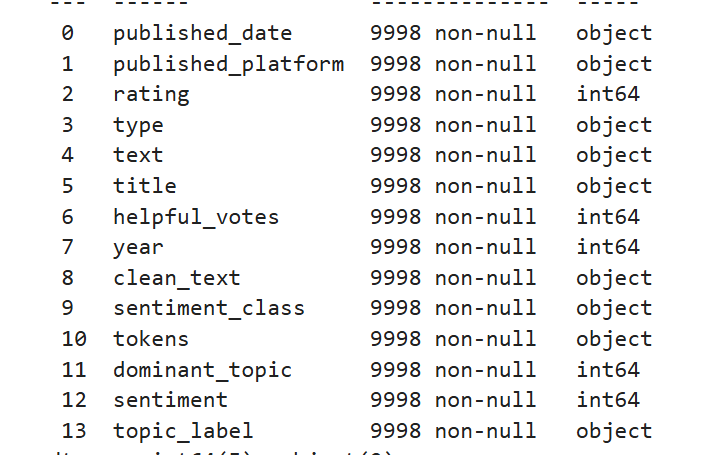 ---  ------              --------------  -----
0   published_date      9998 non-null   object
1   published_platform  9998 non-null   object
2   rating              9998 non-null   int64
3   type                9998 non-null   object
4   text                9998 non-null   object
5   title               9998 non-null   object
6   helpful_votes       9998 non-null   int64
7   year                9998 non-null   int64
8   clean_text          9998 non-null   object
9   sentiment_class     9998 non-null   object
10  tokens              9998 non-null   object
11  dominant_topic      9998 non-null   int64
12  sentiment           9998 non-null   int64
13  topic_label         9998 non-null   object